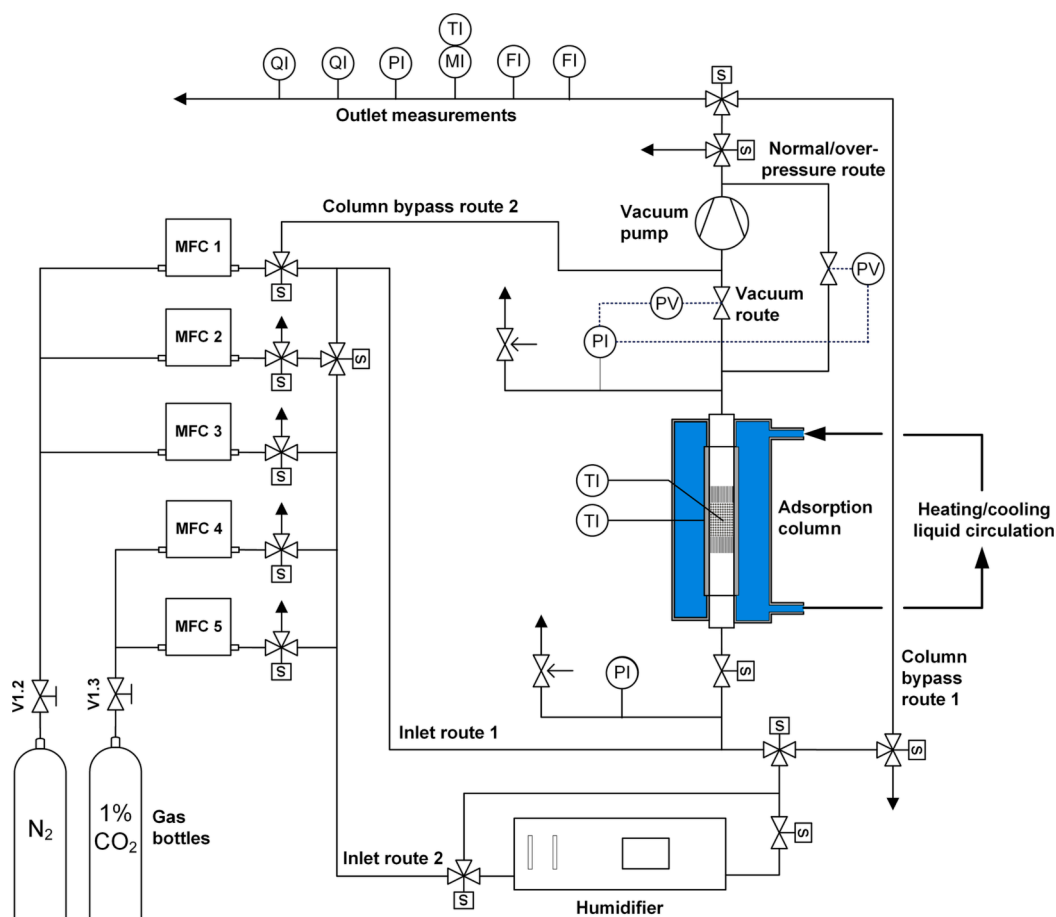 TI
S
QI
QI
PI
MI
FI
FI
Outlet measurements
Normal/over-
pressure route
S
Column bypass route 2
Vacuum
pump
MFC 1
S
PV
PV
Vacuum
route
MFC 2
S
S
PI
MFC 3
S
TI
TI
Adsorption
column
Heating/cooling
liquid circulation
MFC 4
S
MFC 5
S
V1.2
V1.3
PI
S
Column
bypass
route 1
Inlet route 1
S
S
N2
1%
CO2
Gas
bottles
S
Inlet route 2
S
Humidifier